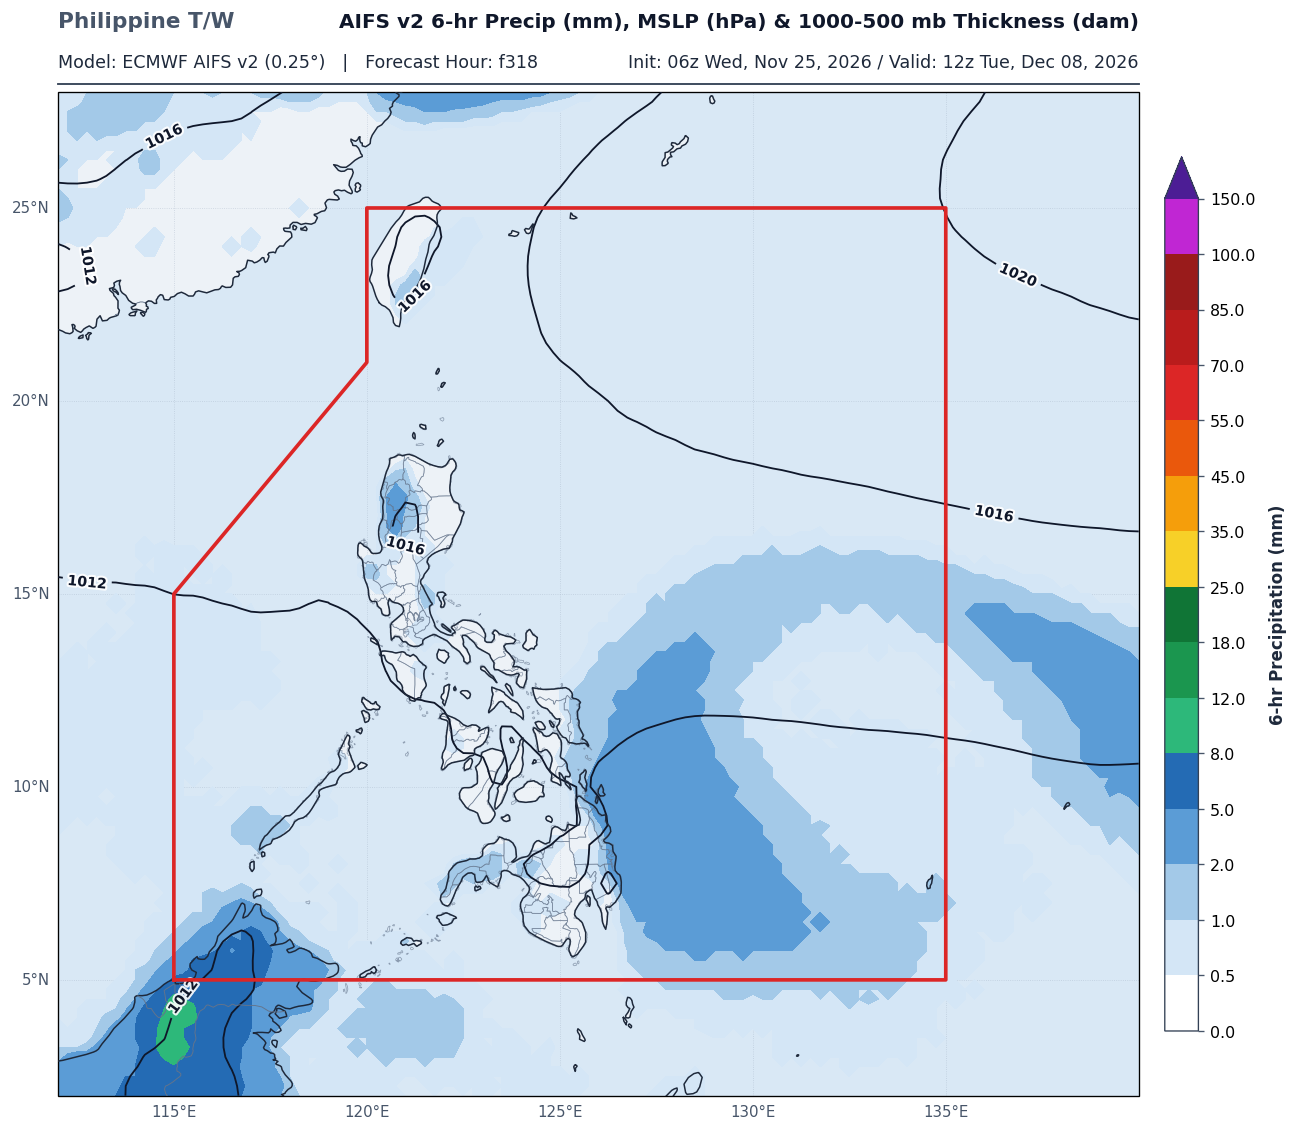 Philippine T/W
AIFS v2 6-hr Precip (mm), MSLP (hPa) & 1000-500 mb Thickness (dam)
Model: ECMWF AIFS v2 (0.25°) | Forecast Hour: f318
Init: 06z Wed, Nov 25, 2026 / Valid: 12z Tue, Dec 08, 2026
1016
1012
1016
1020
1016
1016
1012
1012
25°N
20°N
15°N
10°N
5°N
115°E
120°E
125°E
130°E
135°E
150.0
100.0
85.0
70.0
55.0
45.0
35.0
25.0
18.0
12.0
8.0
5.0
2.0
1.0
0.5
0.0
6-hr Precipitation (mm)